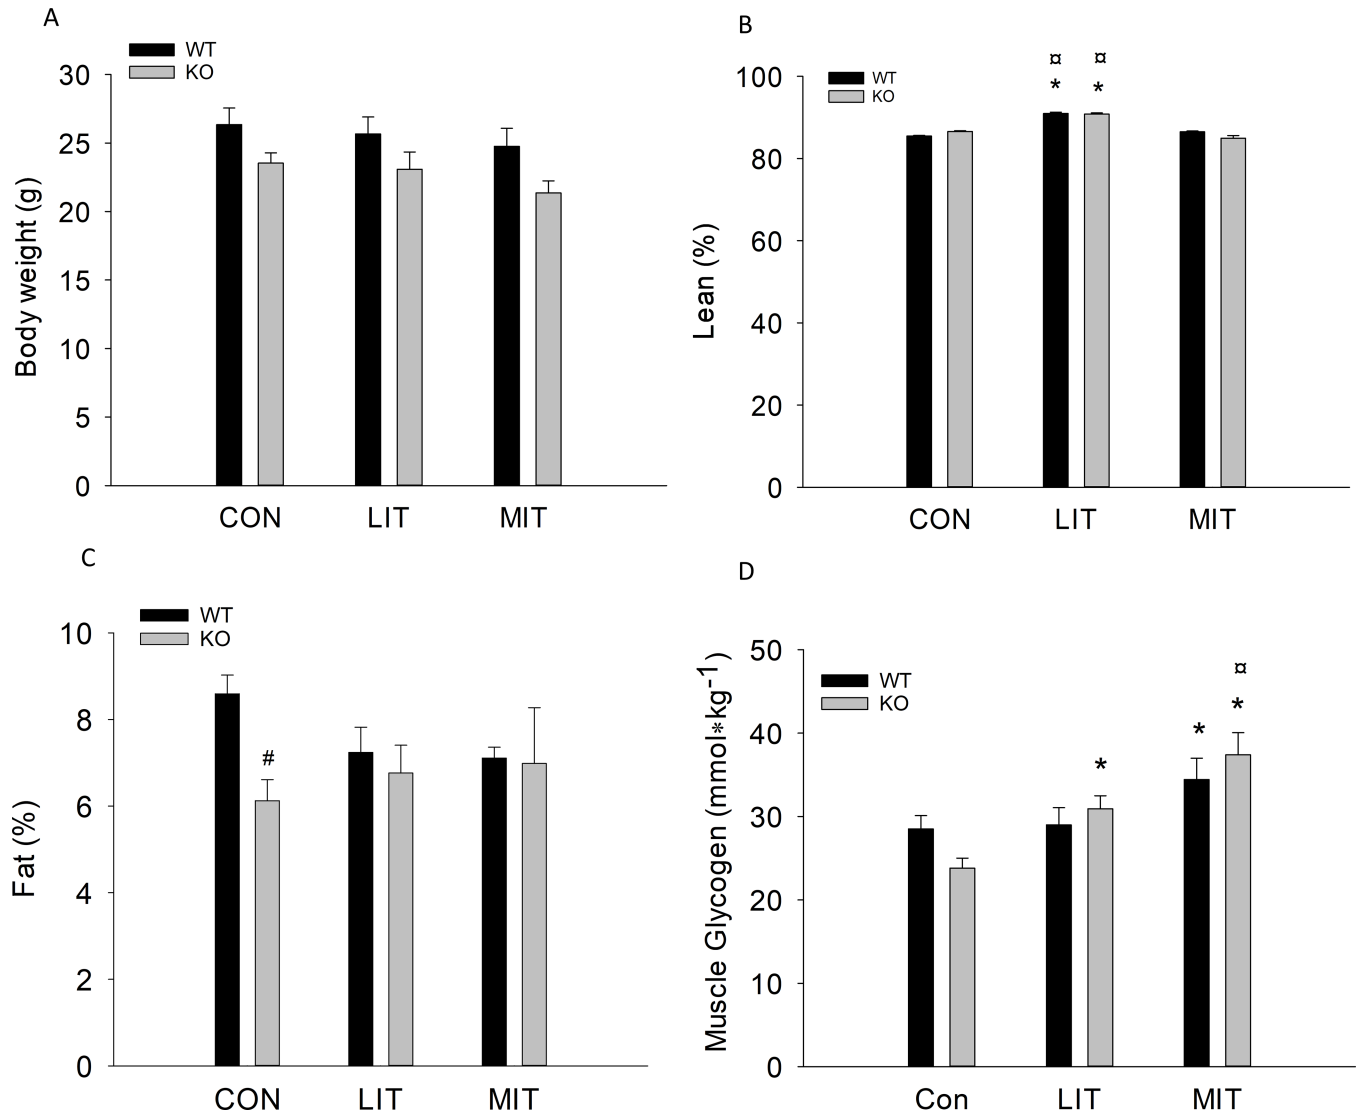 A
WT
KO
30
25
20
15
10
5
0
Body weight (g)
CON LIT MIT
B
WT
KO
¤ ¤
* *
100
80
60
40
20
0
Lean (%)
CON LIT MIT
C
WT
KO
10
8
6
4
2
0
#
Fat (%)
CON LIT MIT
D
WT
KO
50
40
30
20
10
0
¤
* * *
Muscle Glycogen (mmol*kg-1)
Con LIT MIT